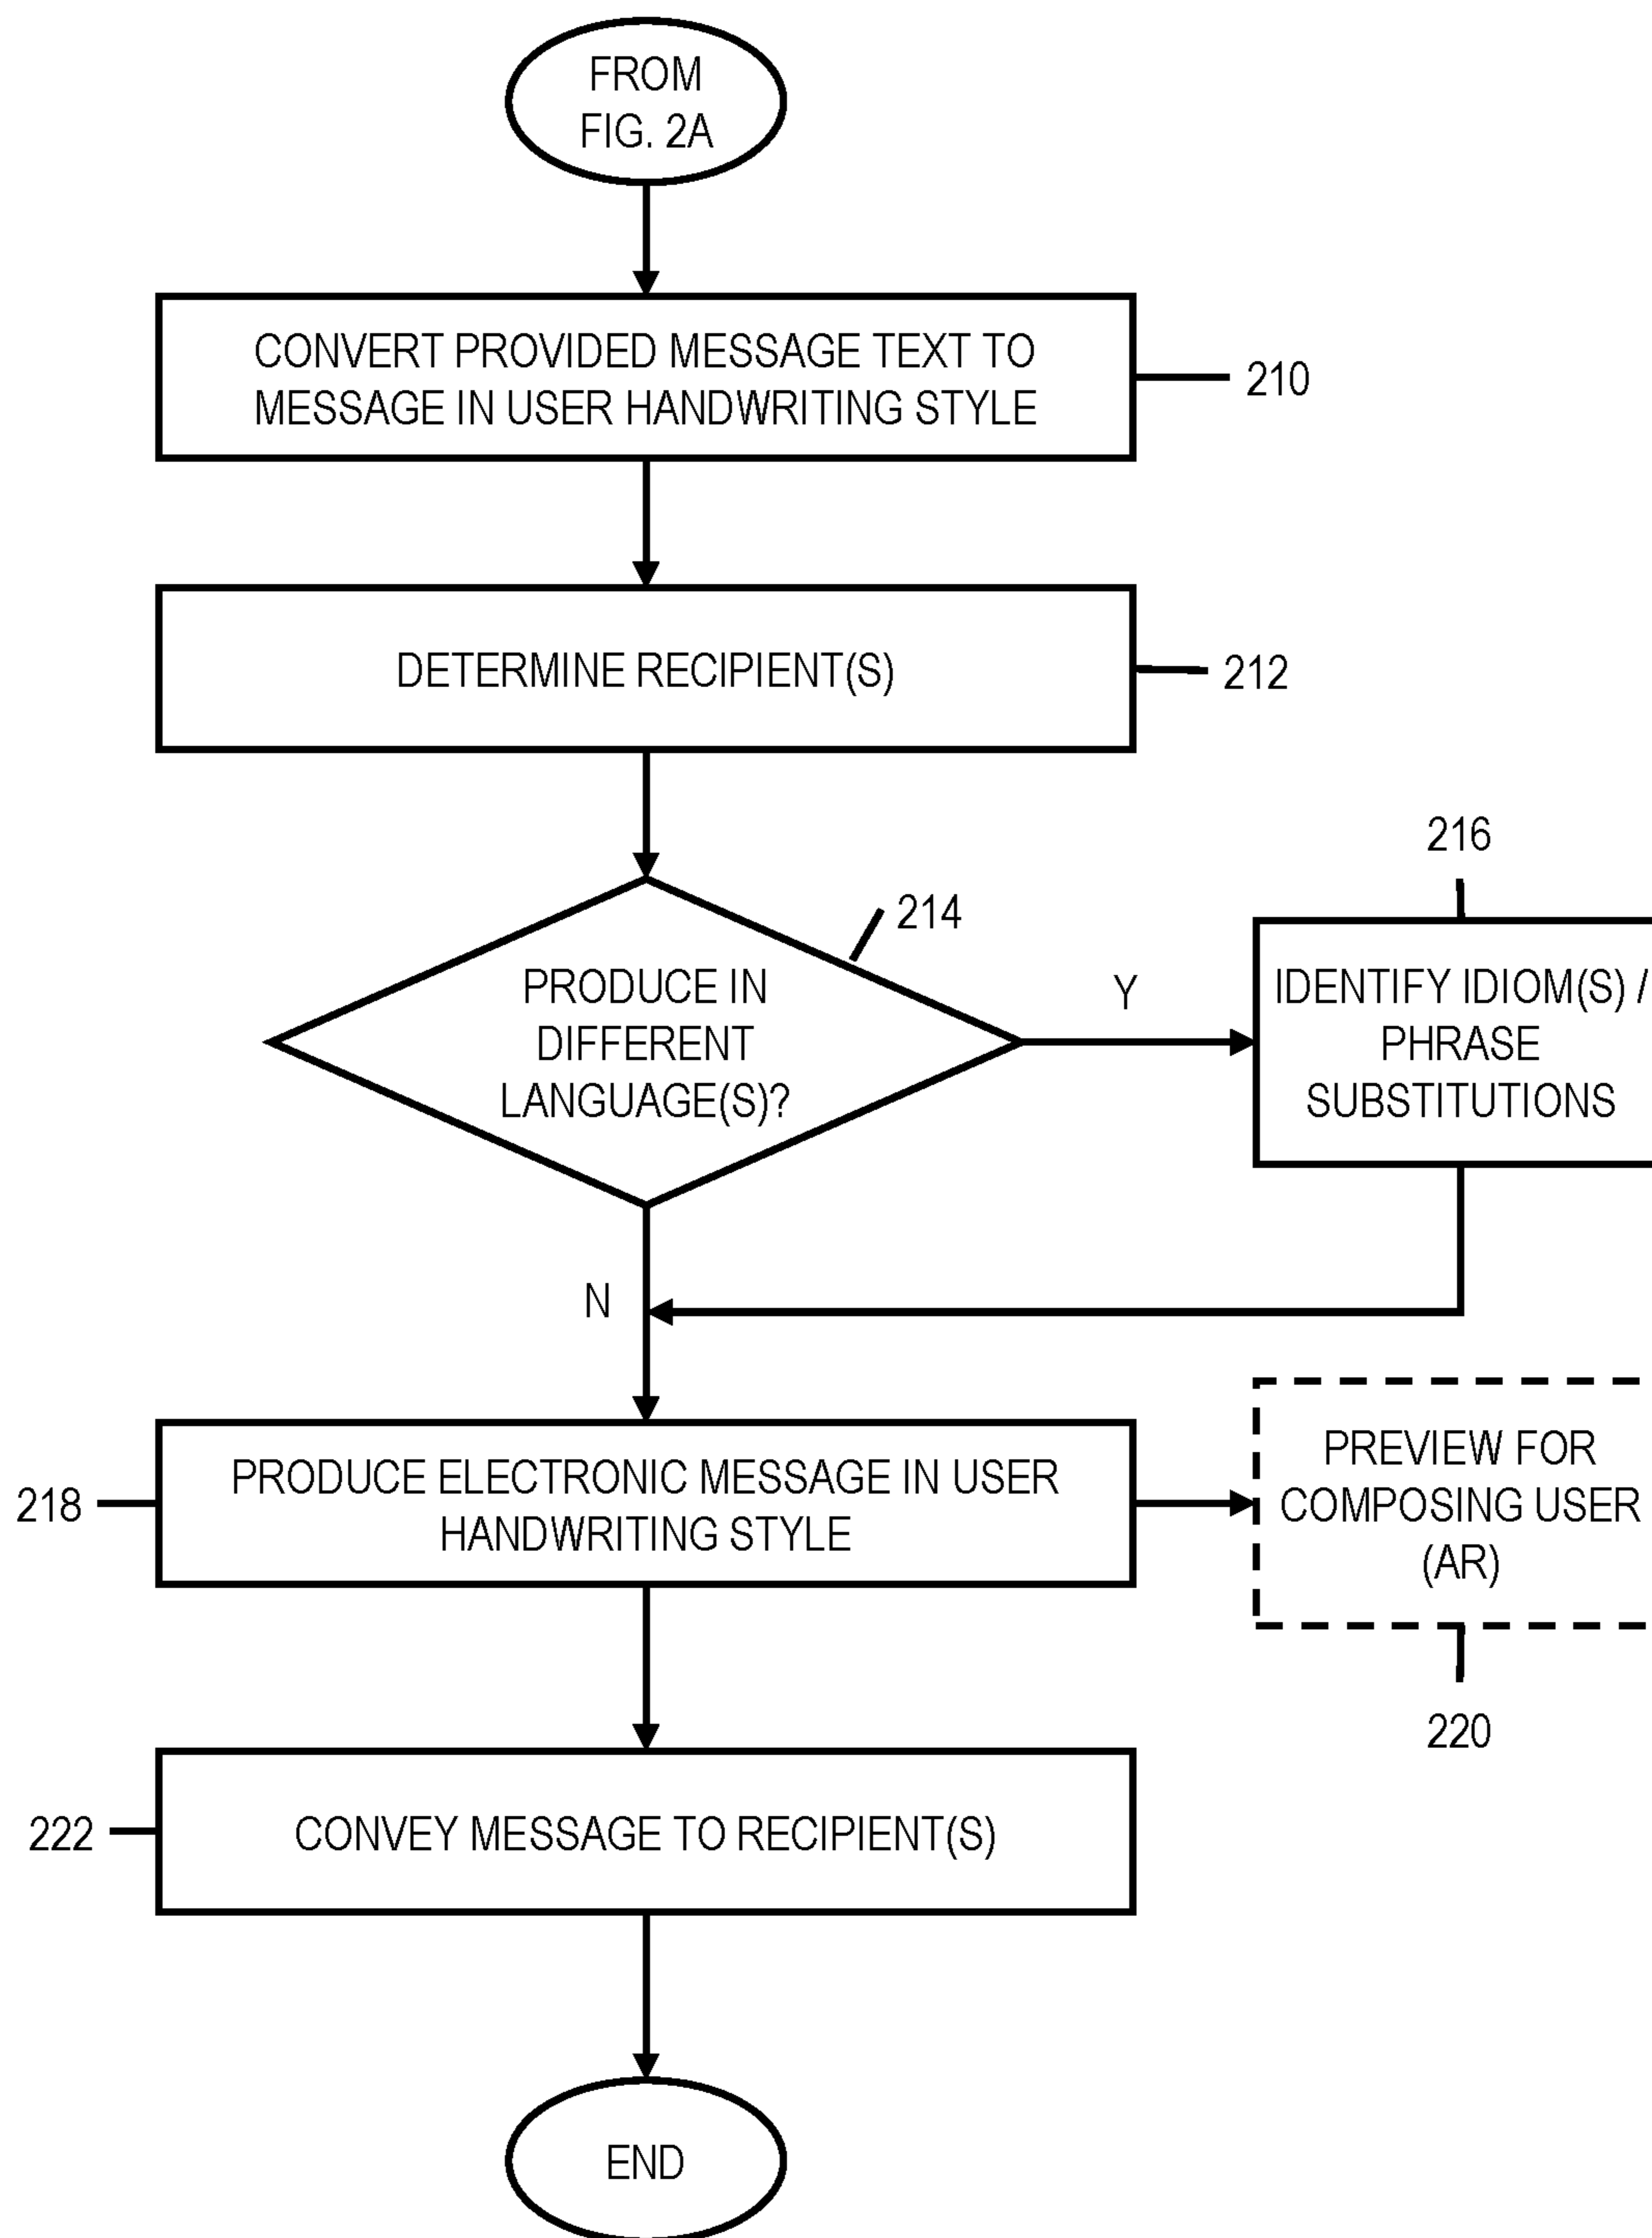 FROM
FIG. 2A
CONVERT PROVIDED MESSAGE TEXT TO
MESSAGE IN USER HANDWRITING STYLE
210
DETERMINE RECIPIENT(S)
212
216
214
PRODUCE IN
DIFFERENT
LANGUAGE(S)?
Y
IDENTIFY IDIOM(S) /
PHRASE
SUBSTITUTIONS
N
218
PRODUCE ELECTRONIC MESSAGE IN USER
HANDWRITING STYLE
PREVIEW FOR
COMPOSING USER
(AR)
220
222
CONVEY MESSAGE TO RECIPIENT(S)
END